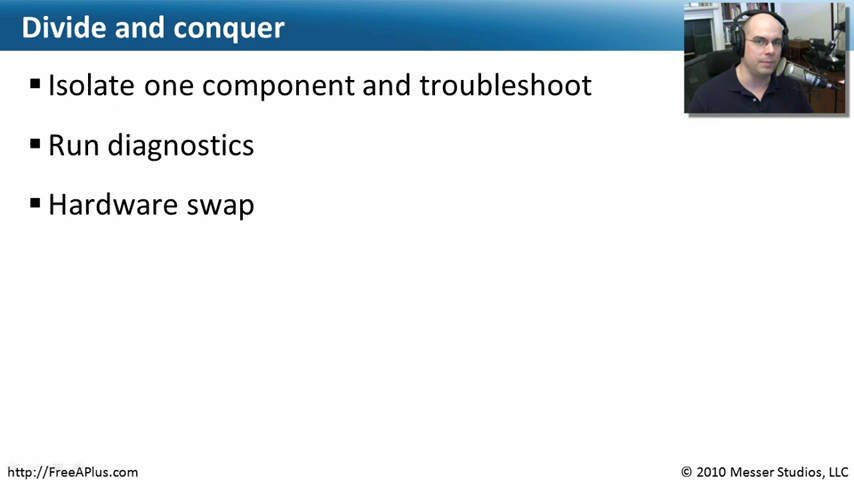 Divide and conquer
▪ Isolate one component and troubleshoot
▪ Run diagnostics
▪ Hardware swap
http://FreeAPlus.com
© 2010 Messer Studios, LLC